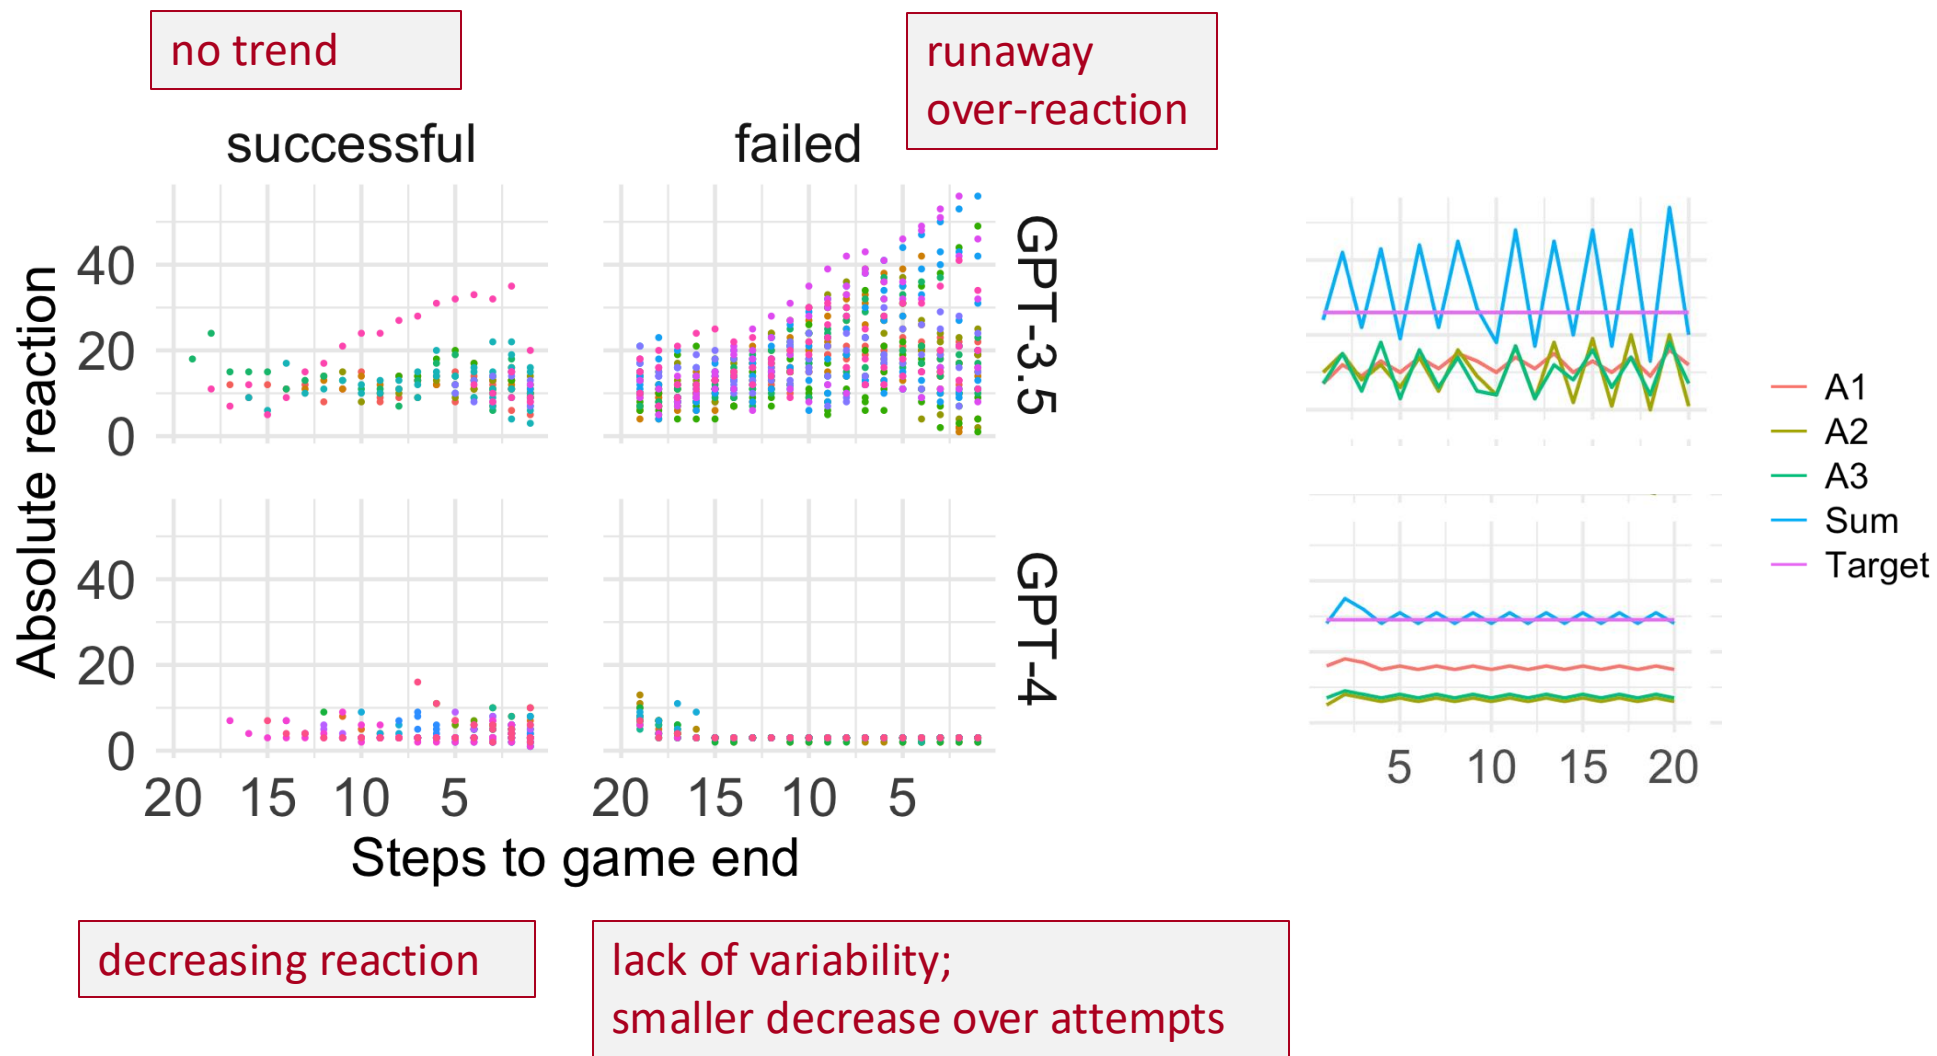 no trend
runaway
over-reaction
successful
failed
Absolute reaction
40
20
0
GPT-3.5
40
20
0
GPT-4
20
15
10
5
20
15
10
5
Steps to game end
A1
A2
A3
Sum
Target
5
10
15
20
decreasing reaction
lack of variability;
smaller decrease over attempts